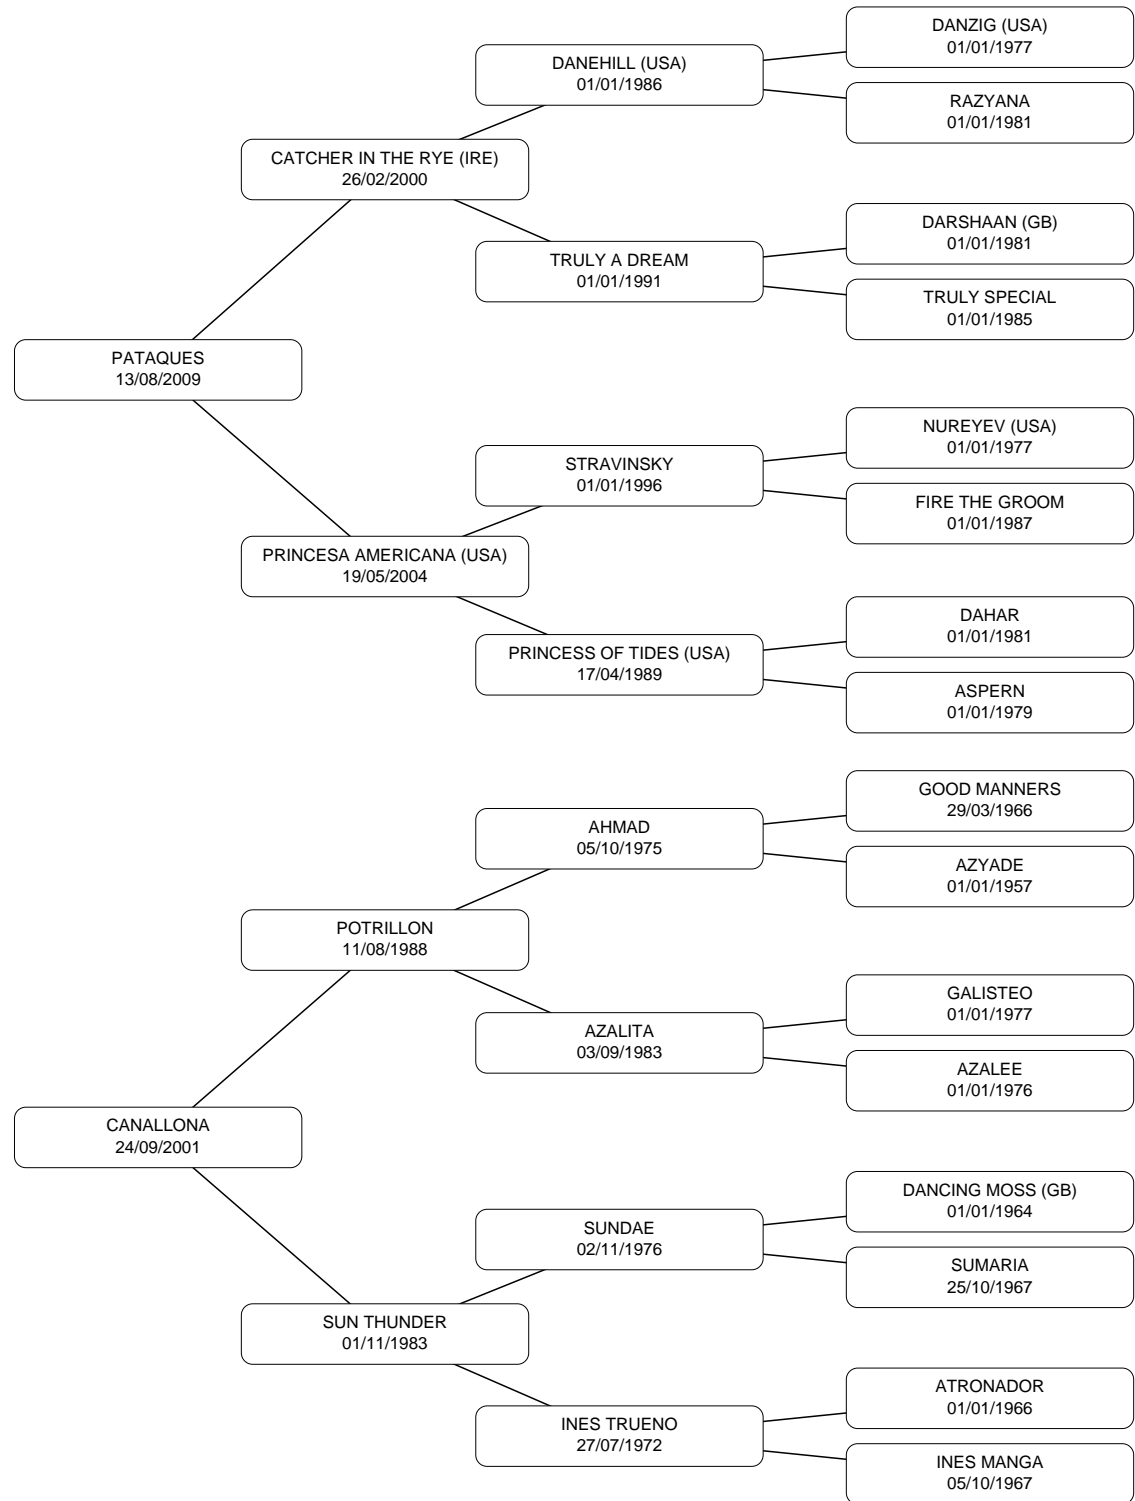 DANZIG (USA)
01/01/1977
DANEHILL (USA)
01/01/1986
RAZYANA
01/01/1981
CATCHER IN THE RYE (IRE)
26/02/2000
DARSHAAN (GB)
01/01/1981
TRULY A DREAM
01/01/1991
TRULY SPECIAL
01/01/1985
PATAQUES
13/08/2009
NUREYEV (USA)
01/01/1977
STRAVINSKY
01/01/1996
FIRE THE GROOM
01/01/1987
PRINCESA AMERICANA (USA)
19/05/2004
DAHAR
01/01/1981
PRINCESS OF TIDES (USA)
17/04/1989
ASPERN
01/01/1979
GOOD MANNERS
29/03/1966
AHMAD
05/10/1975
AZYADE
01/01/1957
POTRILLON
11/08/1988
GALISTEO
01/01/1977
AZALITA
03/09/1983
AZALEE
01/01/1976
CANALLONA
24/09/2001
DANCING MOSS (GB)
01/01/1964
SUNDAE
02/11/1976
SUMARIA
25/10/1967
SUN THUNDER
01/11/1983
ATRONADOR
01/01/1966
INES TRUENO
27/07/1972
INES MANGA
05/10/1967